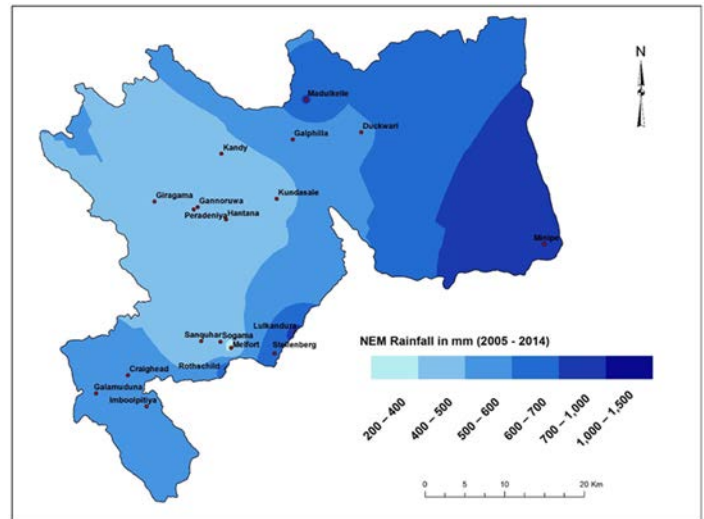 N
Madulkelle
Duckwari
Galphilla
Kandy
Kundasale
Giragama
Gannoruwa
Peradeniya
Hantana
Minipe
Lulkandura
Sanquhar
Sogama
Melfort
Stellenberg
Rothschild
Craighead
Galamuduna
Imboolpitiya
NEM Rainfall in mm (2005 - 2014)
200 – 400
400 – 500
500 – 600
600 – 700
700 – 1,000
1,000 – 1,500
0 5 10 20 Km